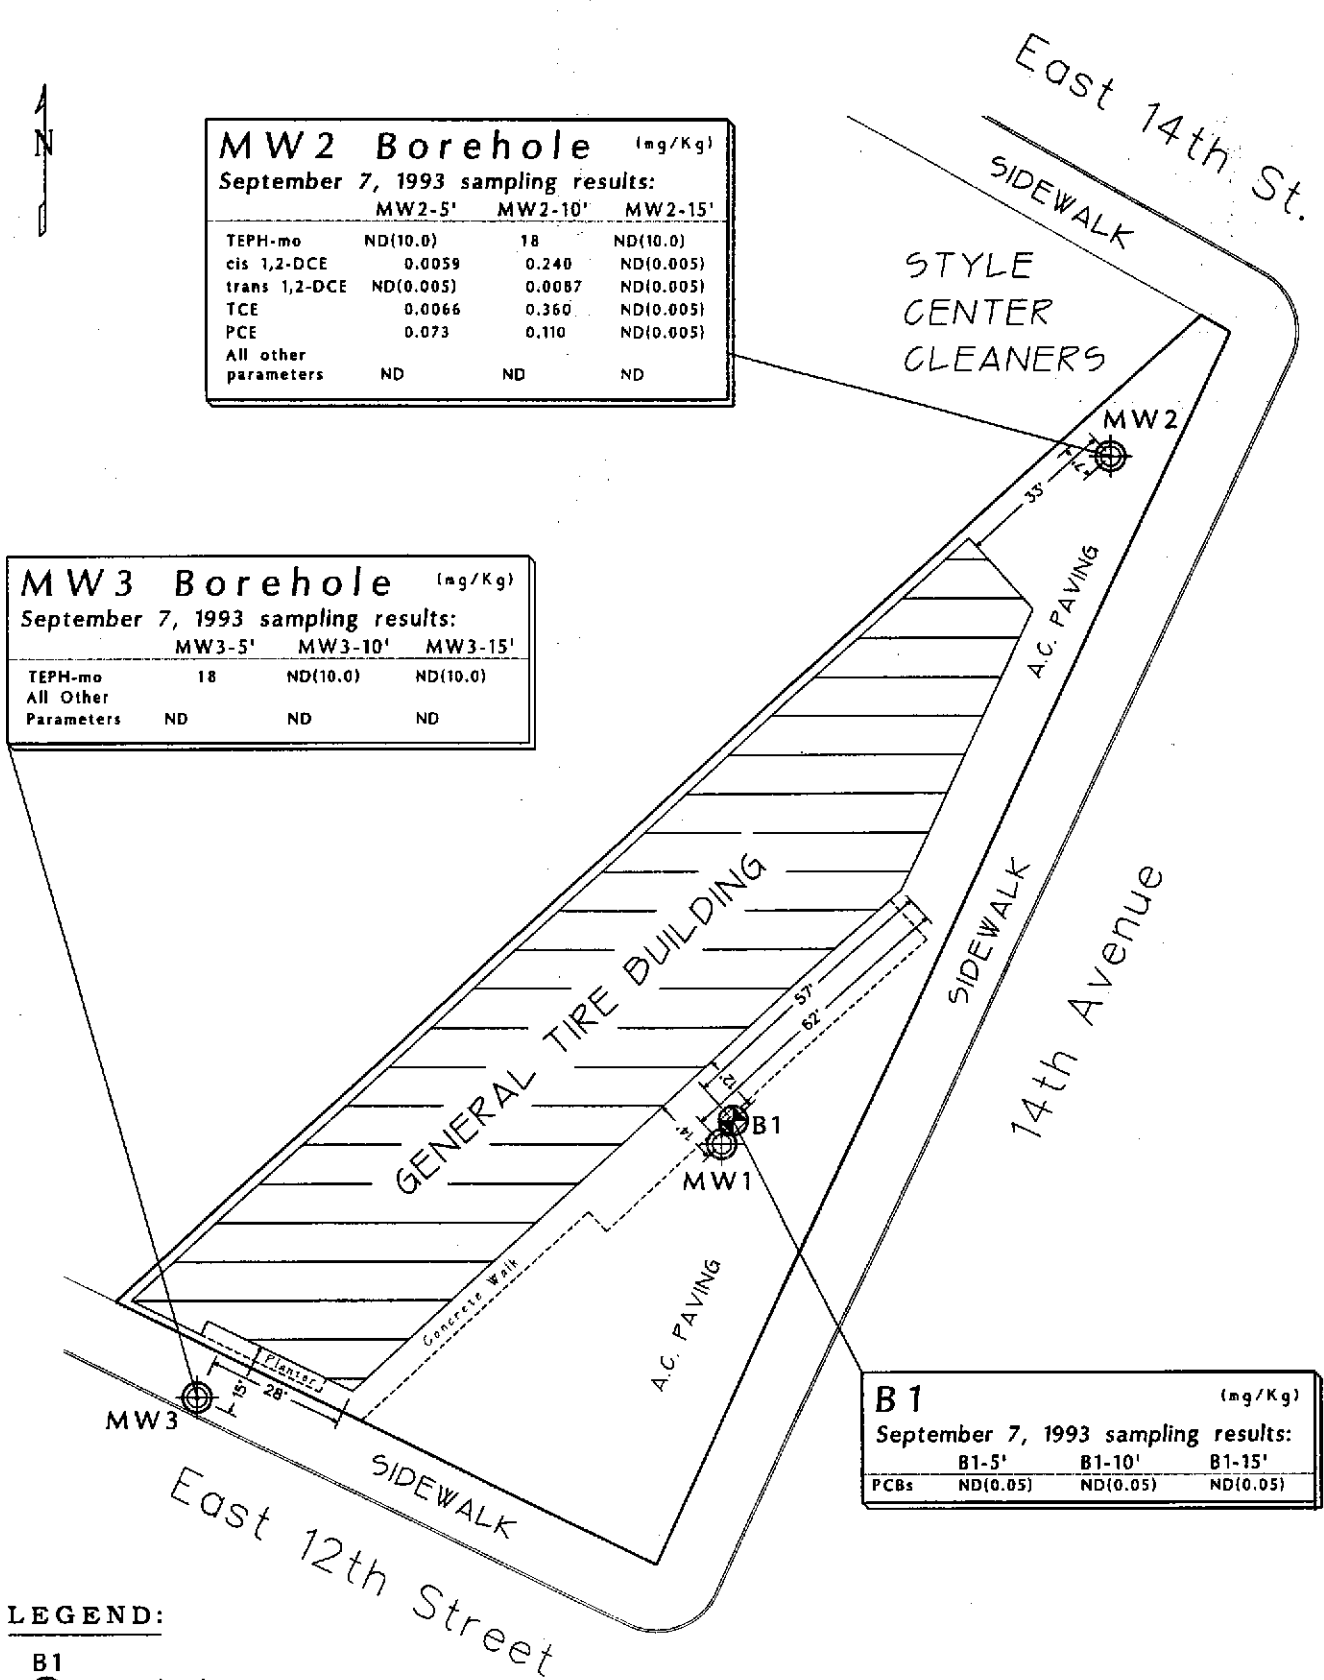 East 14th St.
N
SIDEWALK
MW2 Borehole (mg/Kg)
September 7, 1993 sampling results:
MW2-5' MW2-10' MW2-15'
TEPH-mo ND(10.0) 18 ND(10.0)
cis 1,2-DCE 0.0059 0.240 ND(0.005)
trans 1,2-DCE ND(0.005) 0.0087 ND(0.005)
TCE 0.0066 0.360 ND(0.005)
PCE 0.073 0.110 ND(0.005)
All other
parameters ND ND ND
STYLE
CENTER
CLEANERS
MW2
7'
33'
A.C. PAVING
MW3 Borehole (mg/Kg)
September 7, 1993 sampling results:
MW3-5' MW3-10' MW3-15'
TEPH-mo 18 ND(10.0) ND(10.0)
All Other
Parameters ND ND ND
GENERAL TIRE BUILDING
SIDEWALK
14th Avenue
57'
62'
12'
14'
B1
MW1
Concrete Walk
A.C. PAVING
Planter
15'
28'
MW3
SIDEWALK
East 12th Street
B1 (mg/Kg)
September 7, 1993 sampling results:
B1-5' B1-10' B1-15'
PCBs ND(0.05) ND(0.05) ND(0.05)
LEGEND:
B1